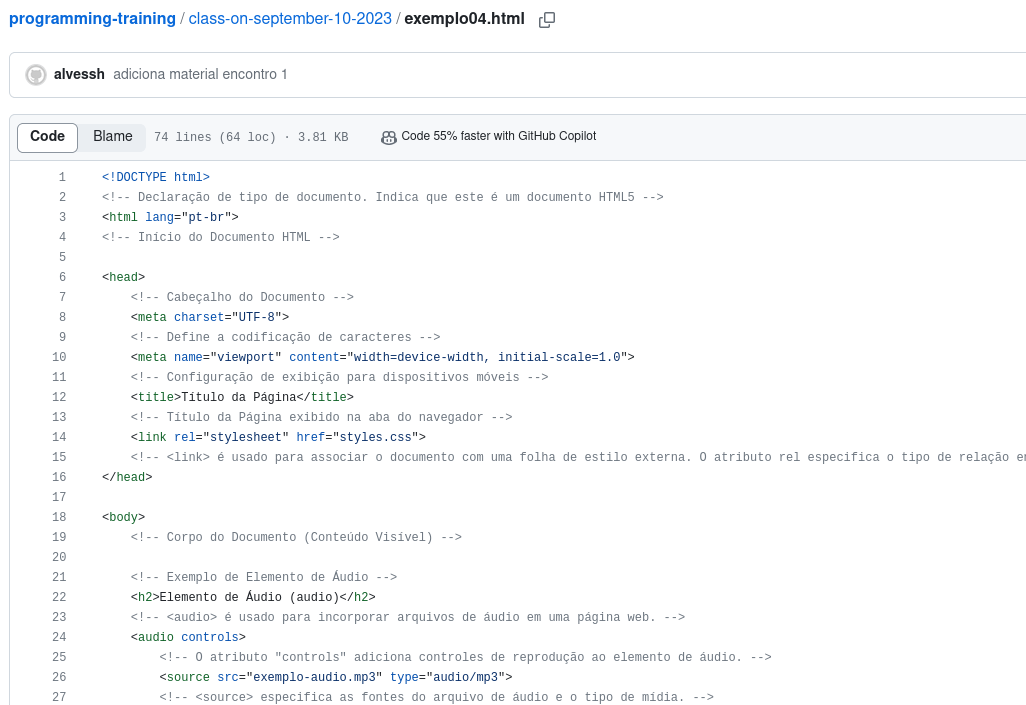 programming-training / class-on-september-10-2023 / exemplo04.html
alvessh adiciona material encontro 1
Code Blame 74 lines (64 loc) · 3.81 KB Code 55% faster with GitHub Copilot
1 <!DOCTYPE html>
2 <!-- Declaração de tipo de documento. Indica que este é um documento HTML5 -->
3 <html lang="pt-br">
4 <!-- Início do Documento HTML -->
5
6 <head>
7 <!-- Cabeçalho do Documento -->
8 <meta charset="UTF-8">
9 <!-- Define a codificação de caracteres -->
10 <meta name="viewport" content="width=device-width, initial-scale=1.0">
11 <!-- Configuração de exibição para dispositivos móveis -->
12 <title>Título da Página</title>
13 <!-- Título da Página exibido na aba do navegador -->
14 <link rel="stylesheet" href="styles.css">
15 <!-- <link> é usado para associar o documento com uma folha de estilo externa. O atributo rel especifica o tipo de relação
16 </head>
17
18 <body>
19 <!-- Corpo do Documento (Conteúdo Visível) -->
20
21 <!-- Exemplo de Elemento de Áudio -->
22 <h2>Elemento de Áudio (audio)</h2>
23 <!-- <audio> é usado para incorporar arquivos de áudio em uma página web. -->
24 <audio controls>
25 <!-- O atributo "controls" adiciona controles de reprodução ao elemento de áudio. -->
26 <source src="exemplo-audio.mp3" type="audio/mp3">
27 <!-- <source> especifica as fontes do arquivo de áudio e o tipo de mídia. -->